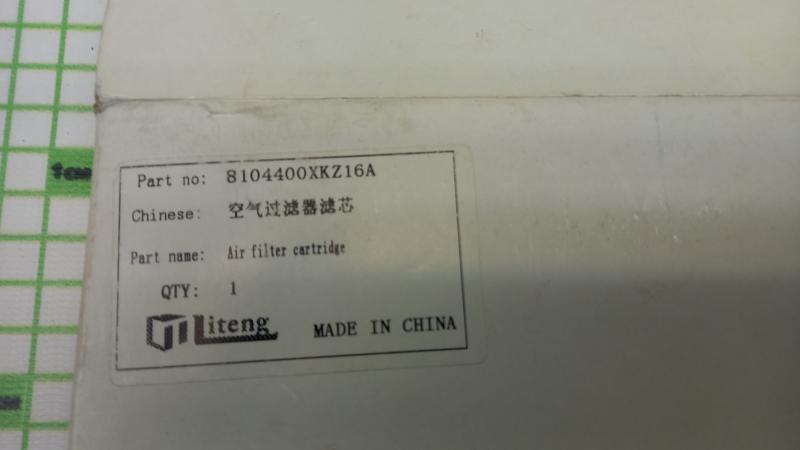 Part no: 8104400XKZ16A
Chinese: 空气过滤器滤芯
Part name: Air filter cartridge
QTY: 1
Liteng MADE IN CHINA